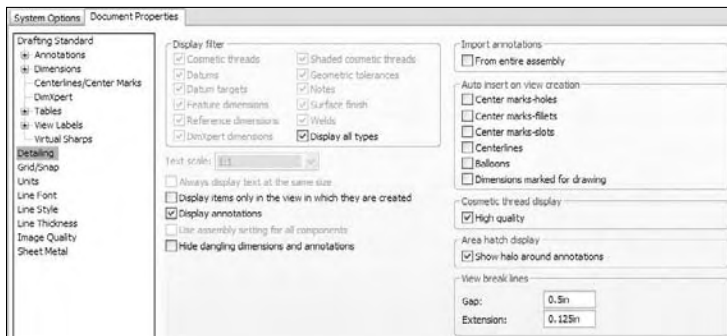 System Options
Document Properties
Drafting Standard
Annotations
Dimensions
Centerlines/Center Marks
DimXpert
Tables
View Labels
Virtual Sharps
Detailing
Grid/Snap
Units
Line Font
Line Style
Line Thickness
Image Quality
Sheet Metal
Display filter
Cosmetic threads
Shaded cosmetic threads
Datums
Geometric tolerances
Datum targets
Notes
Feature dimensions
Surface finish
Reference dimensions
Welds
DimXpert dimensions
Display all types
Text scale:
1:1
Always display text at the same size
Display items only in the view in which they are created
Display annotations
Use assembly setting for all components
Hide dangling dimensions and annotations
Import annotations
From entire assembly
Auto insert on view creation
Center marks-holes
Center marks-fillets
Center marks-slots
Centerlines
Balloons
Dimensions marked for drawing
Cosmetic thread display
High quality
Area hatch display
Show halo around annotations
View break lines
Gap:
0.5in
Extension:
0.125in